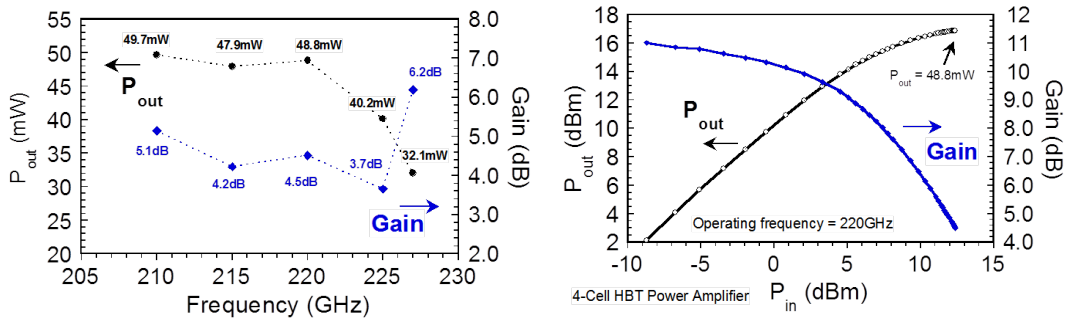 55
50
45
40
35
30
25
20
P_out (mW)
8.0
7.0
6.0
5.0
4.0
3.0
2.0
Gain (dB)
49.7mW
47.9mW
48.8mW
40.2mW
32.1mW
P_out
5.1dB
4.2dB
4.5dB
3.7dB
6.2dB
Gain
205
210
215
220
225
230
Frequency (GHz)
18
16
14
12
10
8
6
4
2
P_out (dBm)
12
11
10
9.0
8.0
7.0
6.0
5.0
4.0
Gain (dB)
P_out = 48.8mW
P_out
Gain
Operating frequency = 220GHz
-10
-5
0
5
10
15
4-Cell HBT Power Amplifier
P_in (dBm)